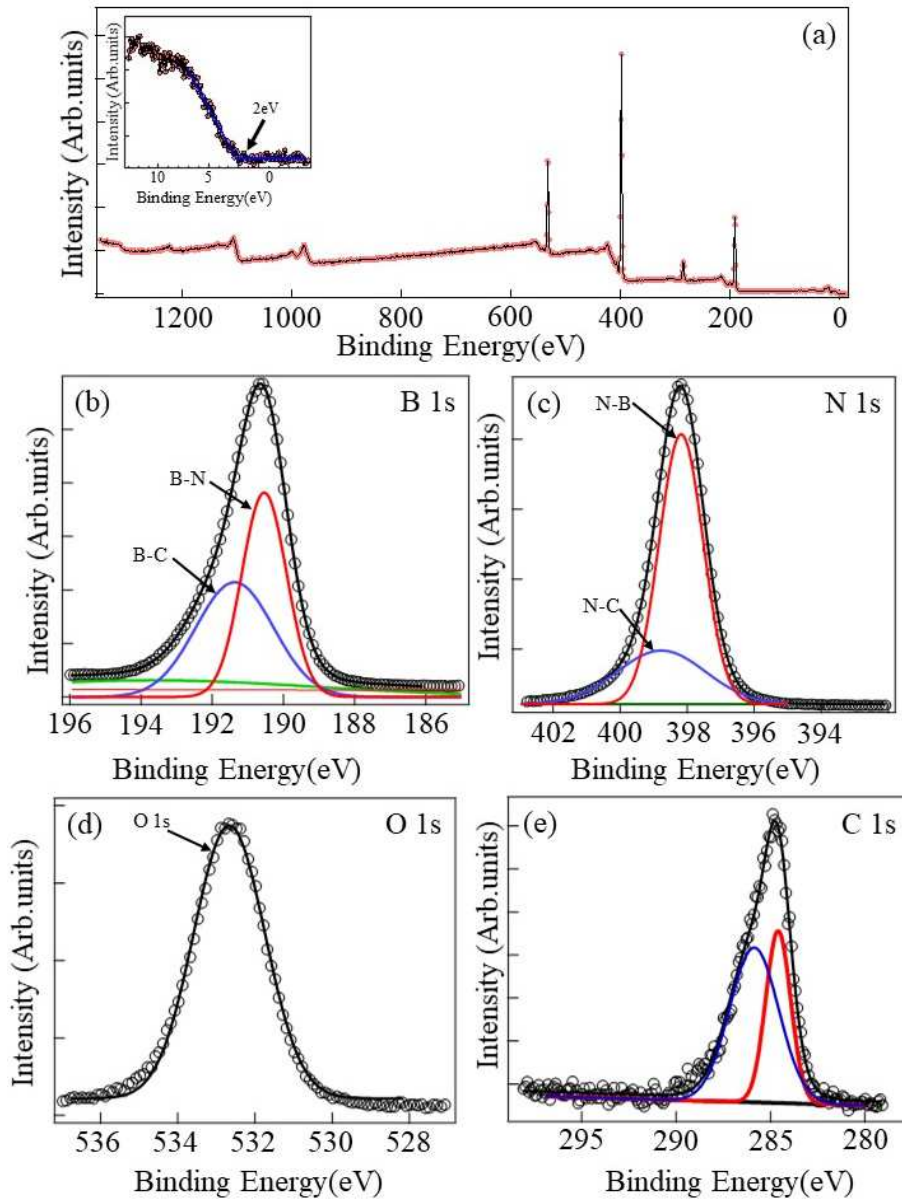 (a)
Intensity (Arb.units)
Intensity (Arb.units)
2eV
10 5 0
Binding Energy(eV)
1200 1000 800 600 400 200 0
Binding Energy(eV)
(b)
B 1s
B-N
B-C
Intensity (Arb.units)
196 194 192 190 188 186
Binding Energy(eV)
(c)
N 1s
N-B
N-C
Intensity (Arb.units)
402 400 398 396 394
Binding Energy(eV)
(d)
O 1s
O 1s
Intensity (Arb.units)
536 534 532 530 528
Binding Energy(eV)
(e)
C 1s
Intensity (Arb.units)
295 290 285 280
Binding Energy(eV)